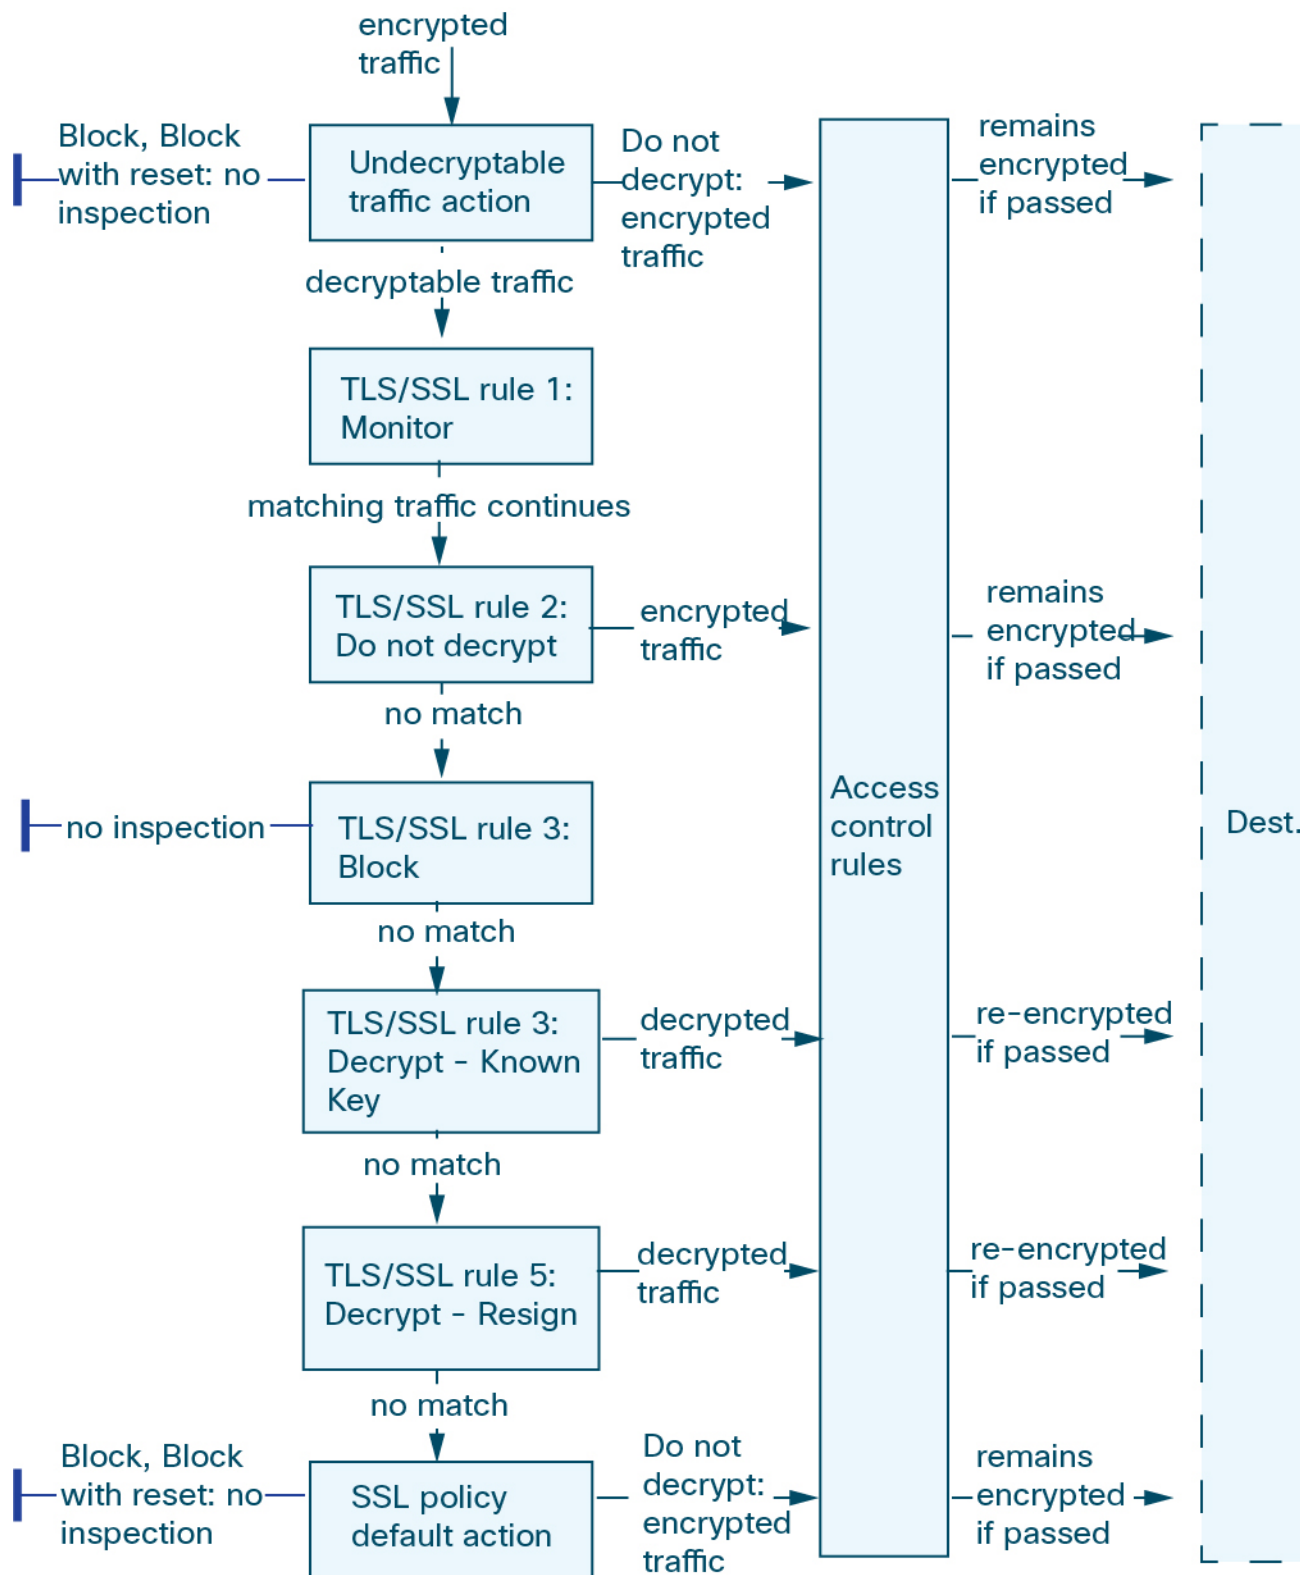 encrypted
traffic
Block, Block
with reset: no
inspection
Undecryptable
traffic action
Do not
decrypt:
encrypted
traffic
remains
encrypted
if passed
decryptable traffic
TLS/SSL rule 1:
Monitor
matching traffic continues
TLS/SSL rule 2:
Do not decrypt
encrypted
traffic
remains
encrypted
if passed
no match
no inspection
TLS/SSL rule 3:
Block
Access
control
rules
Dest.
no match
TLS/SSL rule 3:
Decrypt - Known
Key
decrypted
traffic
re-encrypted
if passed
no match
TLS/SSL rule 5:
Decrypt - Resign
decrypted
traffic
re-encrypted
if passed
no match
Block, Block
with reset: no
inspection
SSL policy
default action
Do not
decrypt:
encrypted
traffic
remains
encrypted
if passed